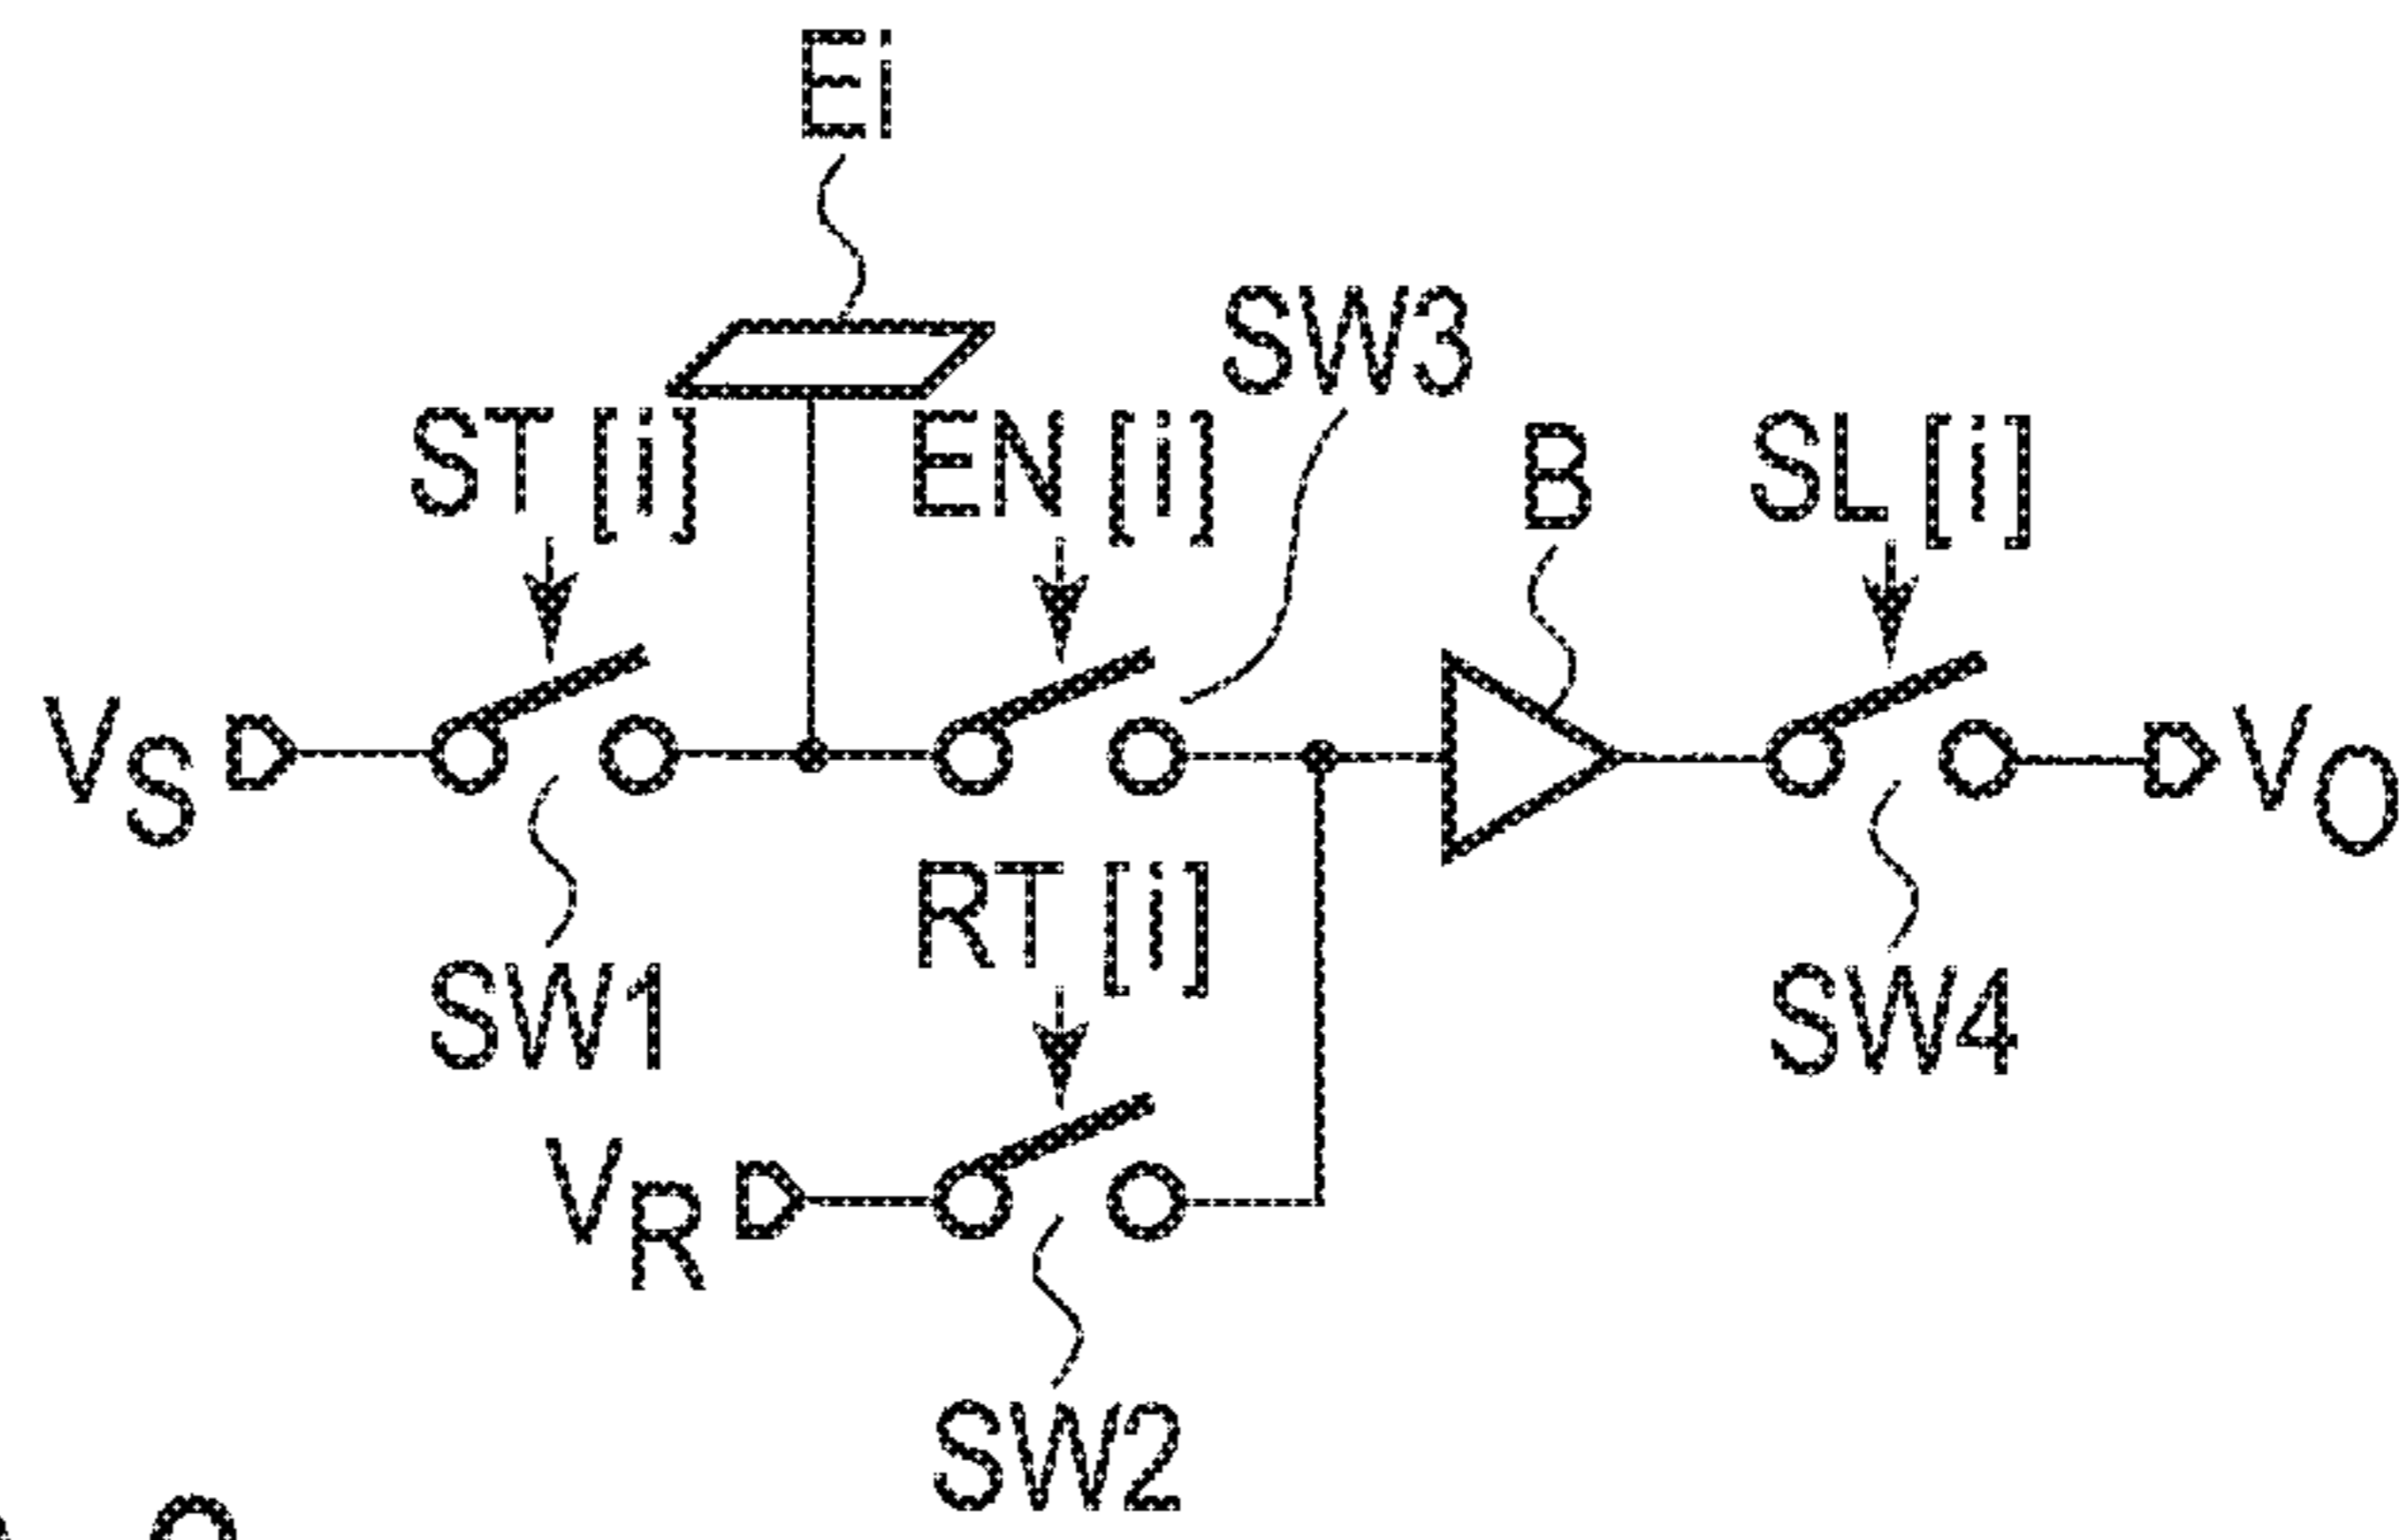 Ei
SW3
ST [i]
EN [i]
B
SL [i]
VS
VO
RT [i]
SW1
SW4
VR
SW2